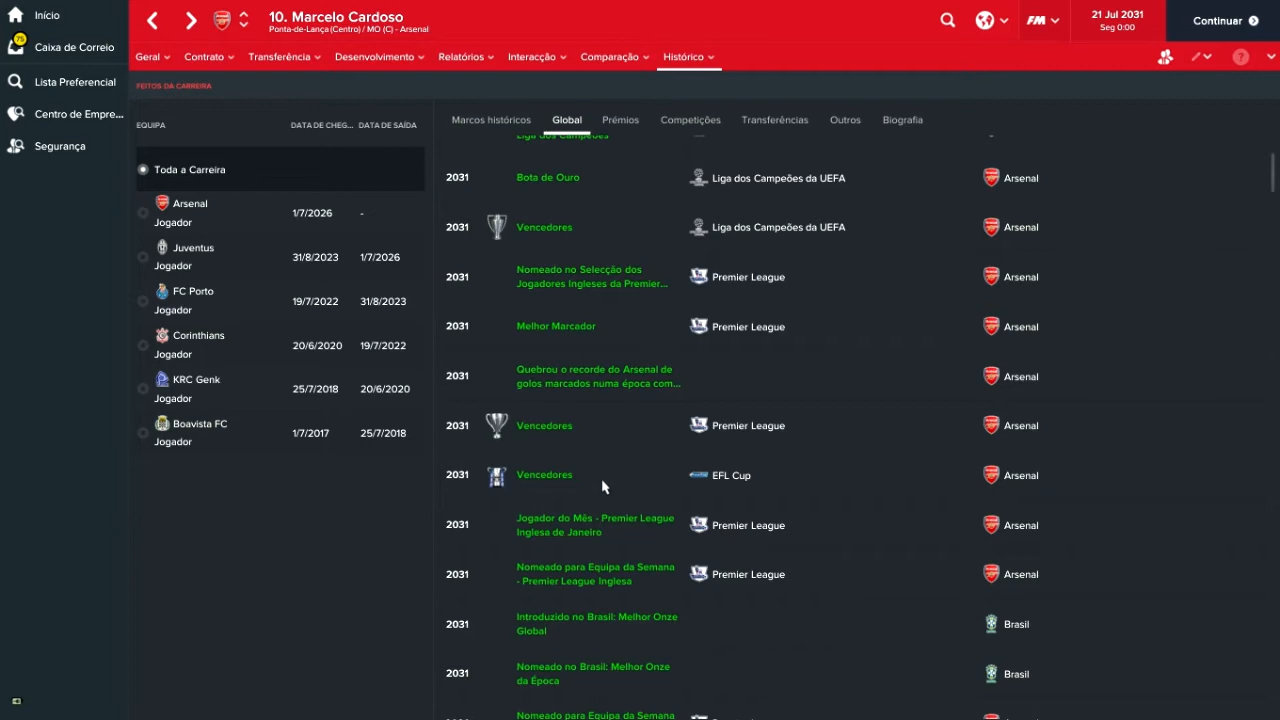 Início
10. Marcelo Cardoso
Ponta-de-Lança (Centro) / MO (C) - Arsenal
FM
21 Jul 2031
Seg 0:00
Continuar
75
Caixa de Correio
Geral
Contrato
Transferência
Desenvolvimento
Relatórios
Interacção
Comparação
Histórico
?
Lista Preferencial
FEITOS DA CARREIRA
Centro de Empre...
Segurança
EQUIPA
DATA DE CHEG...
DATA DE SAÍDA
Marcos históricos
Global
Prémios
Competições
Transferências
Outros
Biografia
Liga dos Campeões
-
Toda a Carreira
2031
Bota de Ouro
Liga dos Campeões da UEFA
Arsenal
Arsenal
Jogador
1/7/2026
-
2031
Vencedores
Liga dos Campeões da UEFA
Arsenal
Juventus
Jogador
31/8/2023
1/7/2026
2031
Nomeado no Selecção dos
Jogadores Ingleses da Premier...
Premier League
Arsenal
FC Porto
Jogador
19/7/2022
31/8/2023
2031
Melhor Marcador
Premier League
Arsenal
Corinthians
Jogador
20/6/2020
19/7/2022
2031
Quebrou o recorde do Arsenal de
golos marcados numa época com...
Arsenal
KRC Genk
Jogador
25/7/2018
20/6/2020
2031
Vencedores
Premier League
Arsenal
Boavista FC
Jogador
1/7/2017
25/7/2018
2031
Vencedores
EFL Cup
Arsenal
2031
Jogador do Mês - Premier League
Inglesa de Janeiro
Premier League
Arsenal
2031
Nomeado para Equipa da Semana
- Premier League Inglesa
Premier League
Arsenal
2031
Introduzido no Brasil: Melhor Onze
Global
Brasil
2031
Nomeado no Brasil: Melhor Onze
da Época
Brasil
Nomeado para Equipa da Semana